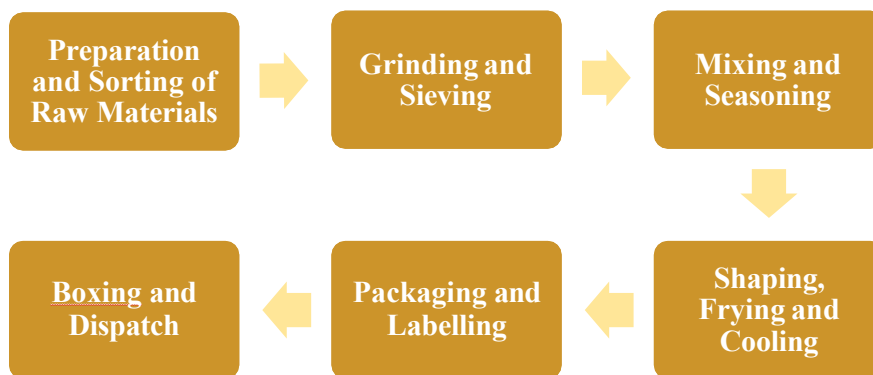 Preparation
and Sorting of
Raw Materials
Grinding and
Sieving
Mixing and
Seasoning
Shaping,
Frying and
Cooling
Packaging and
Labelling
Boxing and
Dispatch